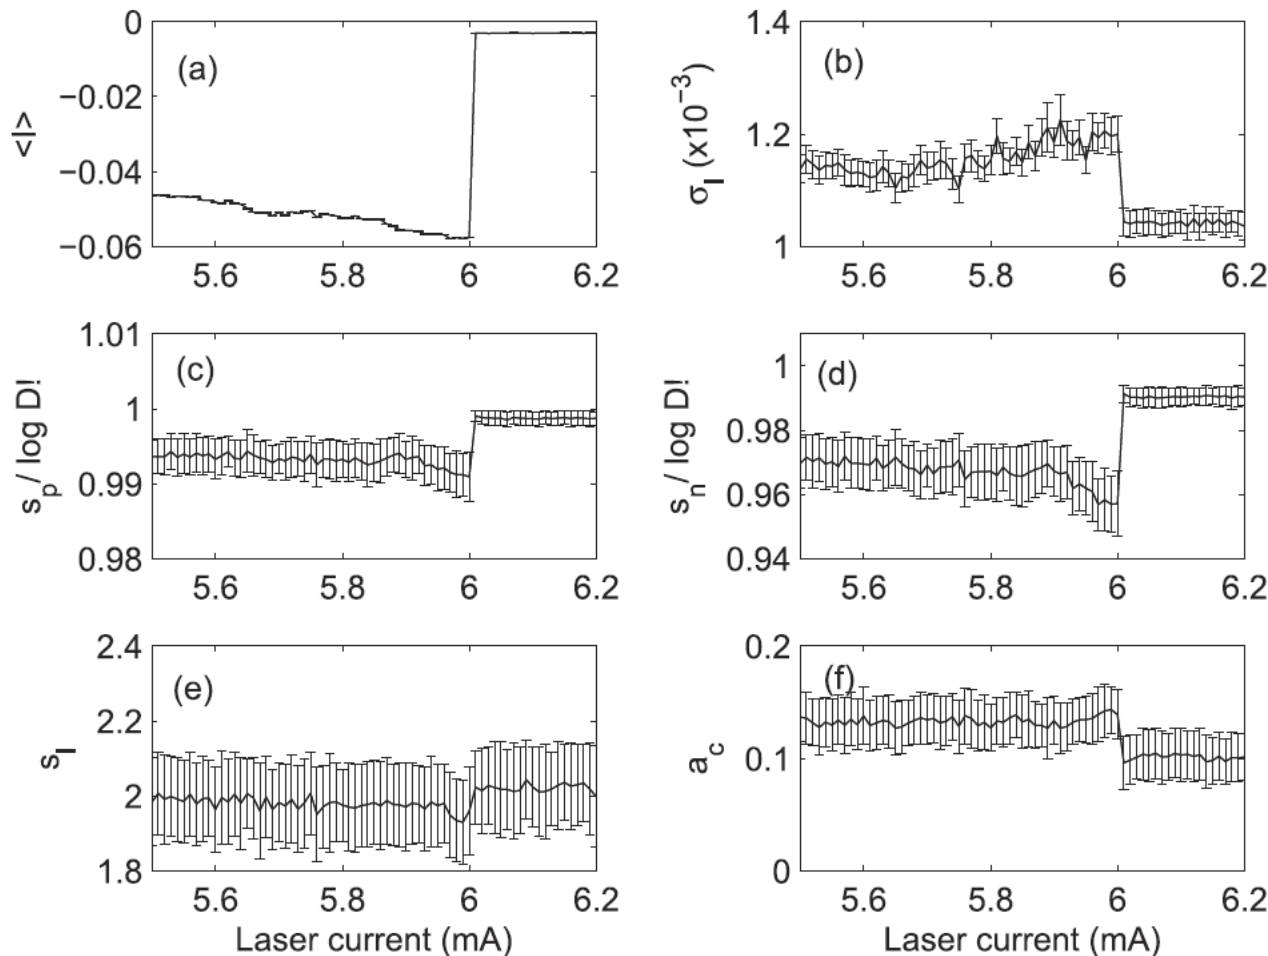 (a)
<I>
0
−0.02
−0.04
−0.06
5.6 5.8 6 6.2
(b)
σI (x10−3)
1.4
1.2
1
5.6 5.8 6 6.2
(c)
sp/ log D!
1.01
1
0.99
0.98
5.6 5.8 6 6.2
(d)
sn/ log D!
1
0.98
0.96
0.94
5.6 5.8 6 6.2
(e)
sI
2.4
2.2
2
1.8
5.6 5.8 6 6.2
Laser current (mA)
(f)
ac
0.2
0.1
0
5.6 5.8 6 6.2
Laser current (mA)